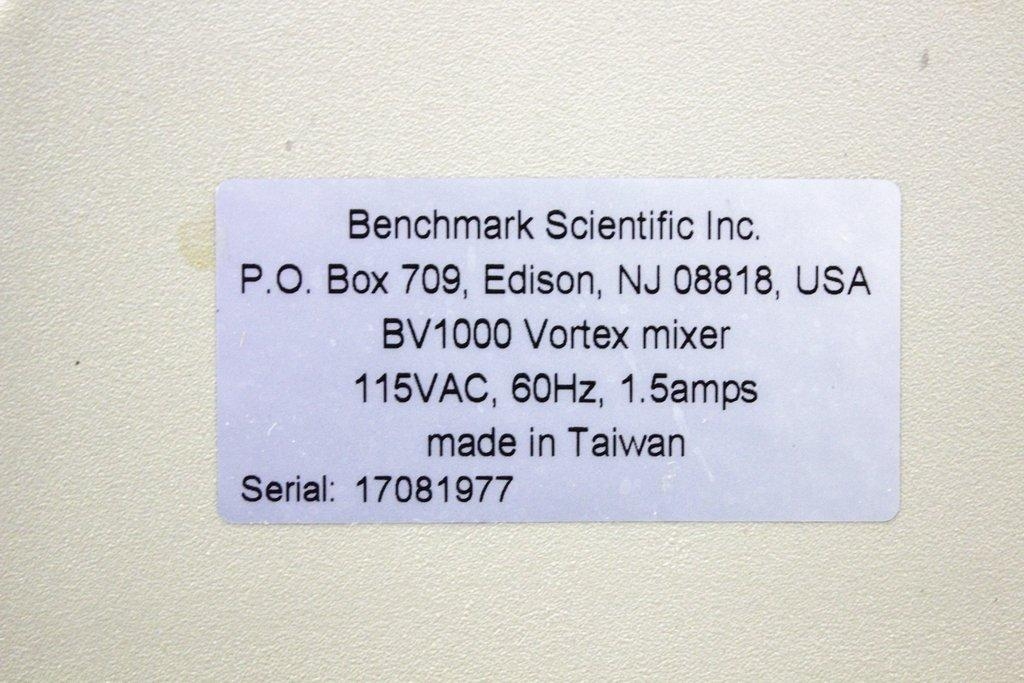 Benchmark Scientific Inc.
P.O. Box 709, Edison, NJ 08818, USA
BV1000 Vortex mixer
115VAC, 60Hz, 1.5amps
made in Taiwan
Serial: 17081977